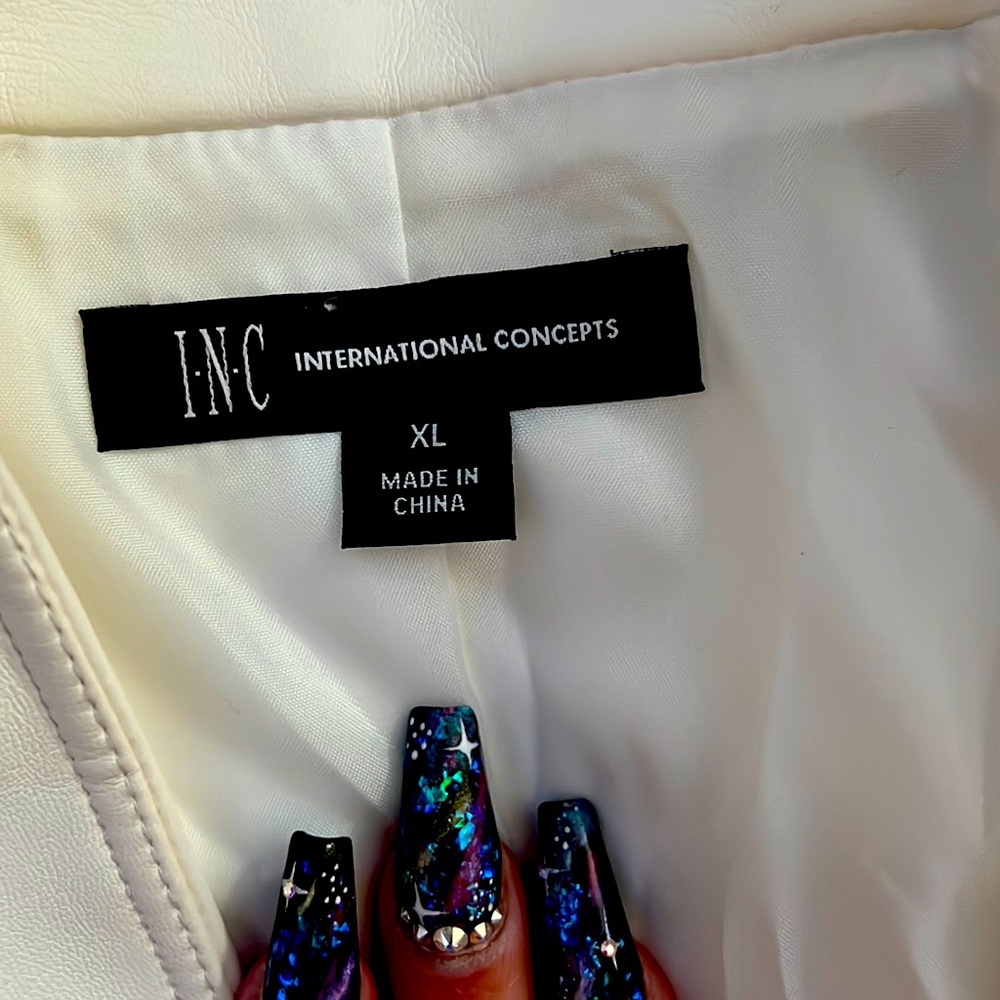 I·N·C INTERNATIONAL CONCEPTS
XL
MADE IN
CHINA